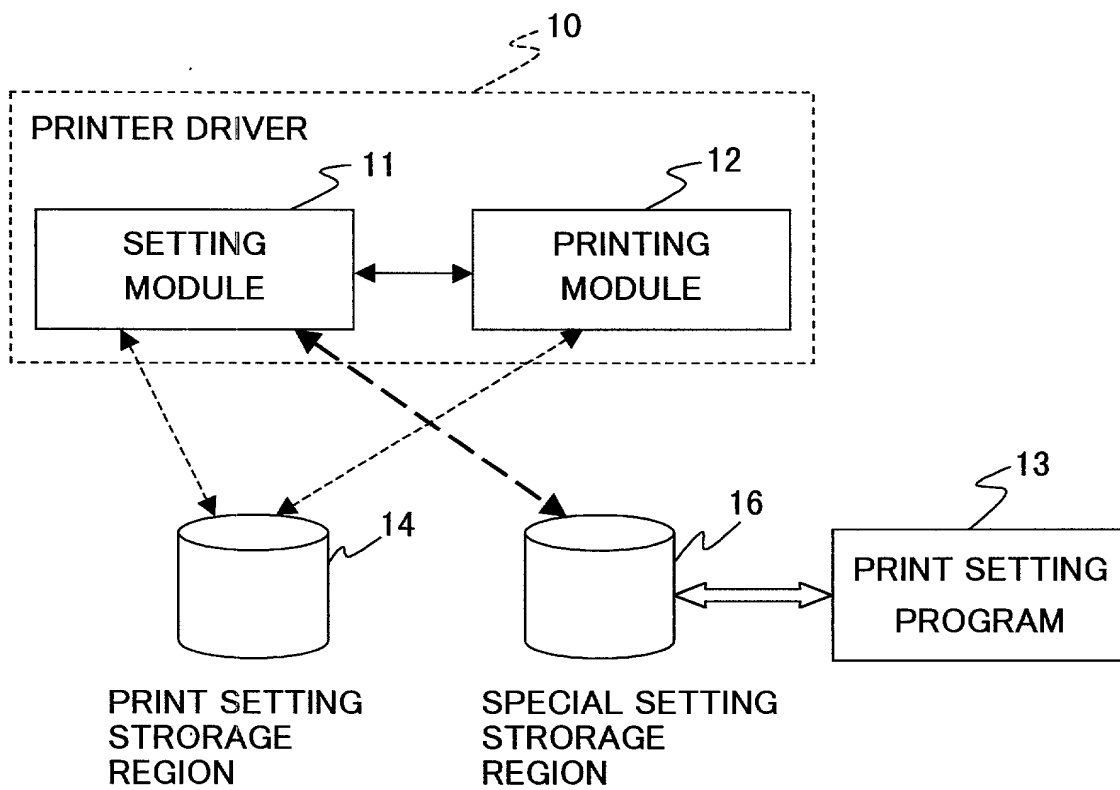 10
PRINTER DRIVER
11
12
SETTING
MODULE
PRINTING
MODULE
13
14
16
PRINT SETTING
PROGRAM
PRINT SETTING
STRORAGE
REGION
SPECIAL SETTING
STRORAGE
REGION